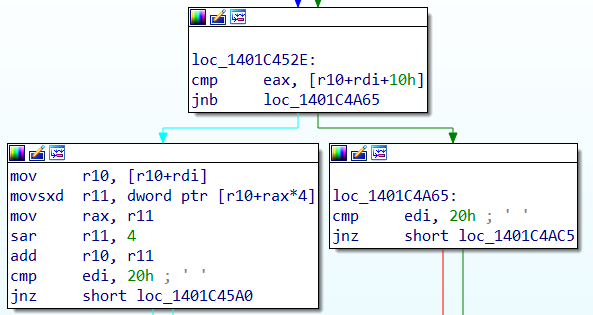 loc_1401C452E:
cmp eax, [r10+rdi+10h]
jnb loc_1401C4A65
mov r10, [r10+rdi]
movsxd r11, dword ptr [r10+rax*4]
mov rax, r11
sar r11, 4
add r10, r11
cmp edi, 20h ; ' '
jnz short loc_1401C45A0
loc_1401C4A65:
cmp edi, 20h ; ' '
jnz short loc_1401C4AC5